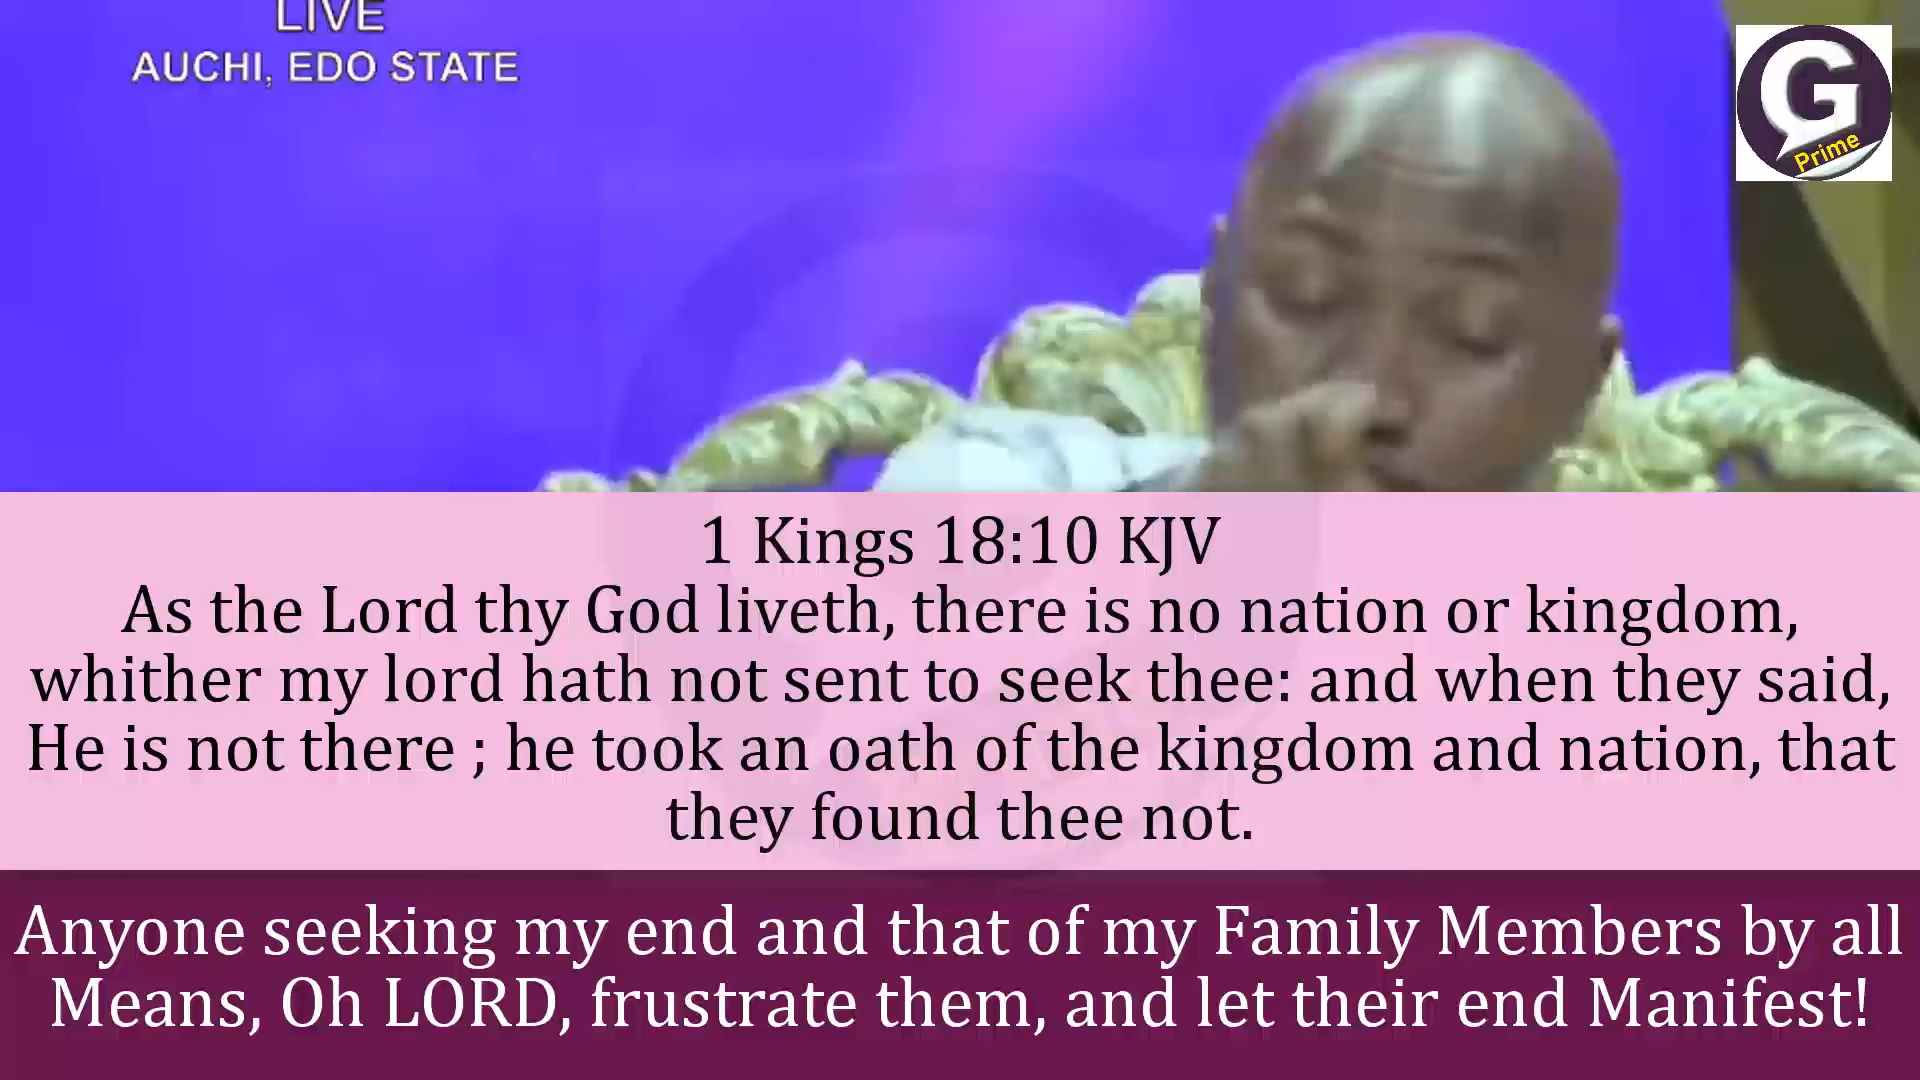 LIVE
AUCHI, EDO STATE
G
Prime
1 Kings 18:10 KJV
As the Lord thy God liveth, there is no nation or kingdom,
whither my lord hath not sent to seek thee: and when they said,
He is not there ; he took an oath of the kingdom and nation, that
they found thee not.
Anyone seeking my end and that of my Family Members by all
Means, Oh LORD, frustrate them, and let their end Manifest!